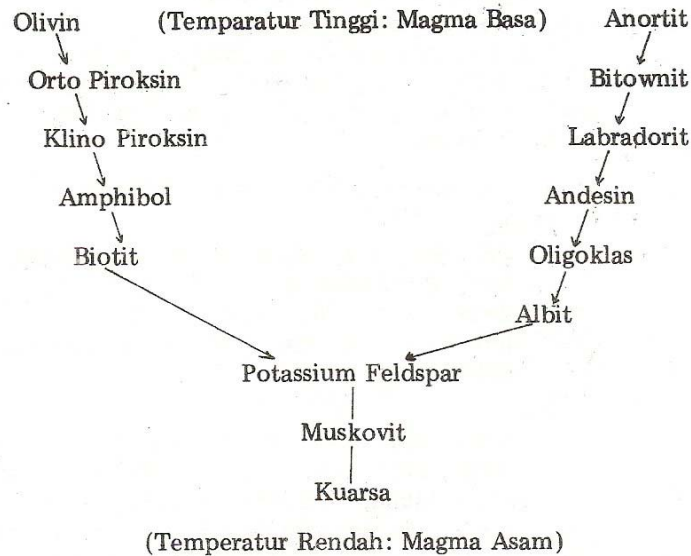 Olivin (Temparatur Tinggi: Magma Basa) Anortit
Orto Piroksin Bitownit
Klino Piroksin Labradorit
Amphibol Andesin
Biotit Oligoklas
Albit
Potassium Feldspar
Muskovit
Kuarsa
(Temperatur Rendah: Magma Asam)